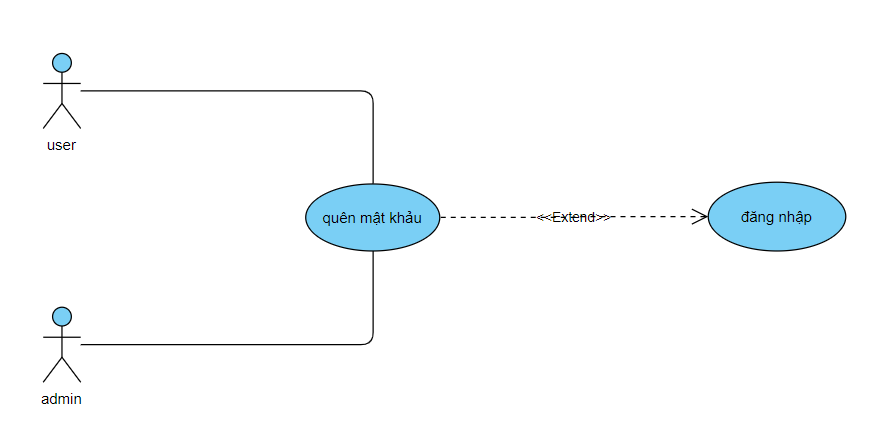 user
quên mật khẩu
<<Extend>>
đăng nhập
admin